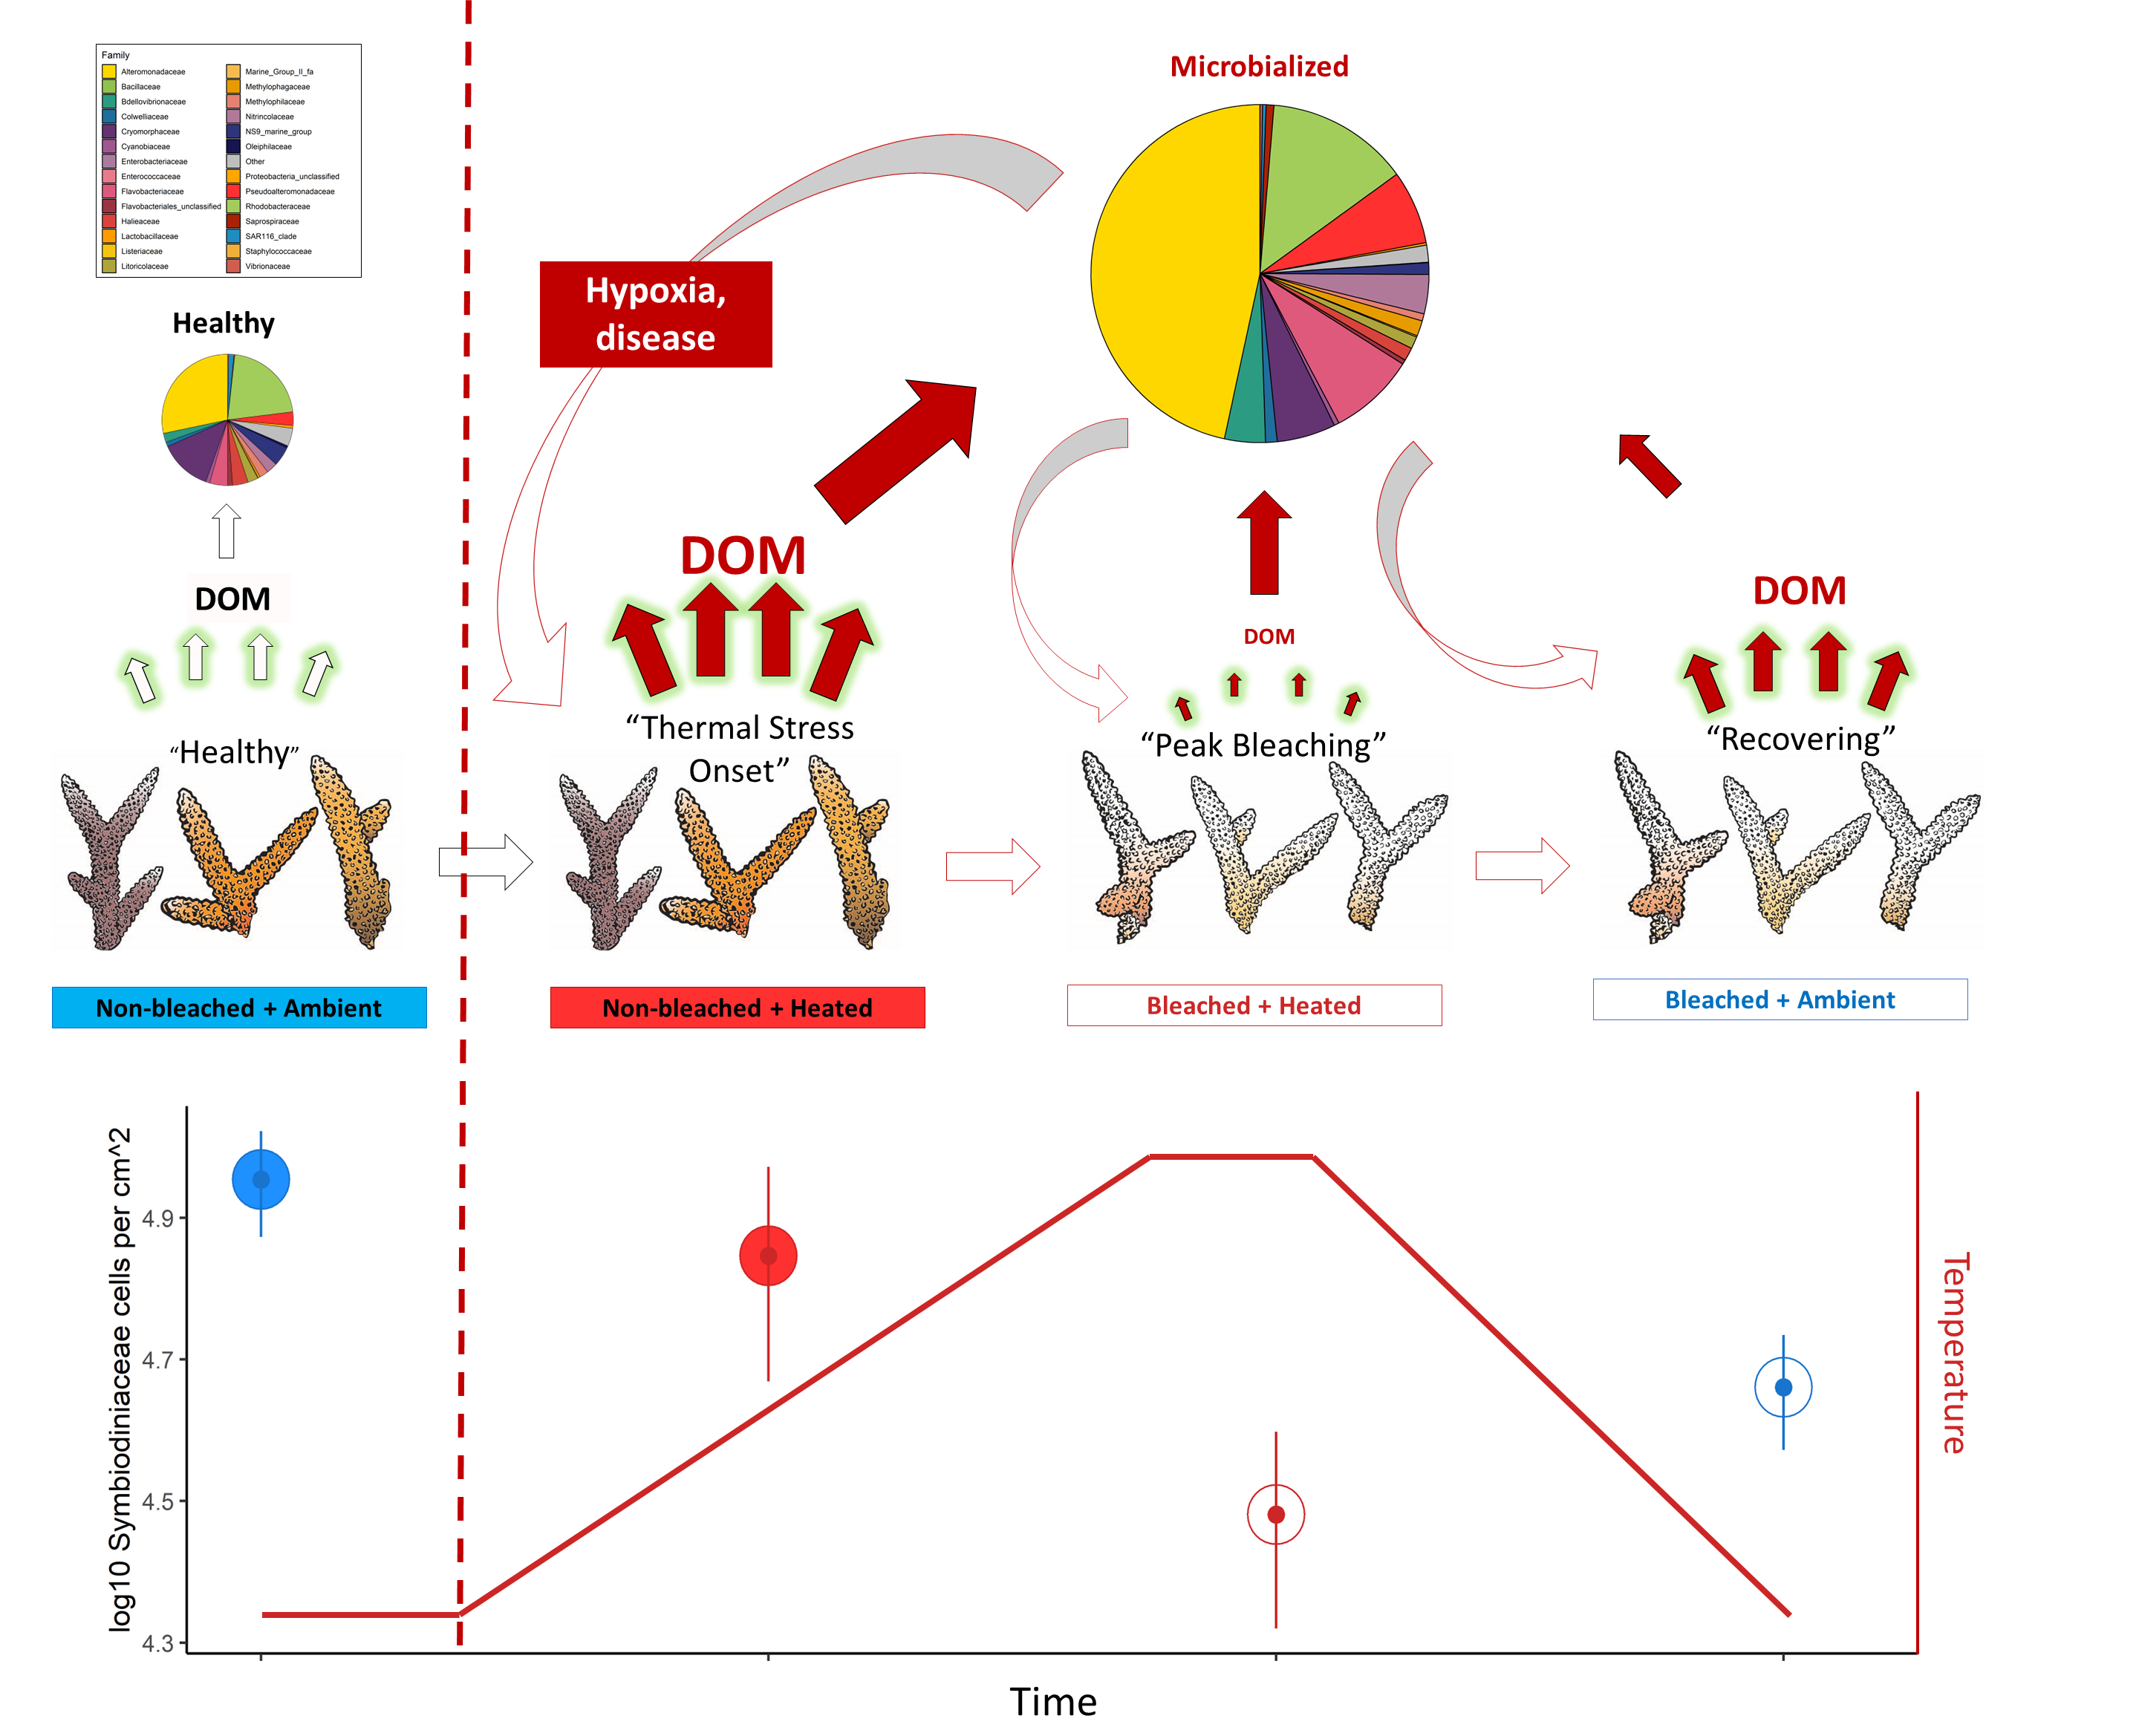 Family
Alteromonadaceae
Bacillaceae
Bdellovibrionaceae
Colwelliaceae
Cryomorphaceae
Cyanobiaceae
Enterobacteriaceae
Enterococcaceae
Flavobacteriaceae
Flavobacteriales_unclassified
Halieaceae
Lactobacillaceae
Listeriaceae
Litoricolaceae
Marine_Group_II_fa
Methylophagaceae
Methylophilaceae
Nitrincolaceae
NS9_marine_group
Oleiphilaceae
Other
Proteobacteria_unclassified
Pseudoalteromonadaceae
Rhodobacteraceae
Saprospiraceae
SAR116_clade
Staphylococcaceae
Vibrionaceae
Microbialized
Hypoxia,
disease
Healthy
DOM
DOM
DOM
DOM
“Healthy”
“Thermal Stress
Onset”
“Peak Bleaching”
“Recovering”
Non-bleached + Ambient
Non-bleached + Heated
Bleached + Heated
Bleached + Ambient
log10 Symbiodiniaceae cells per cm^2
4.9
4.7
4.5
4.3
Temperature
Time